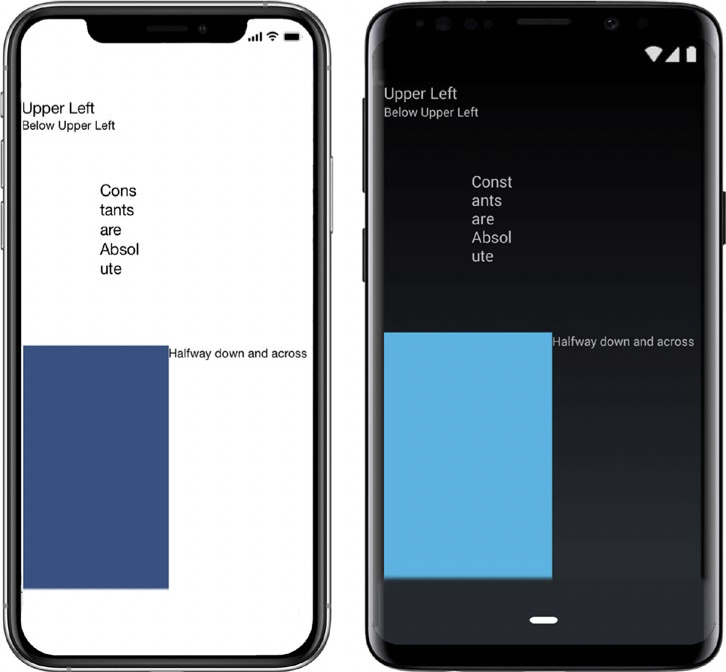 Upper Left
Below Upper Left
Cons
tants
are
Absol
ute
Halfway down and across
Upper Left
Below Upper Left
Const
ants
are
Absol
ute
Halfway down and across